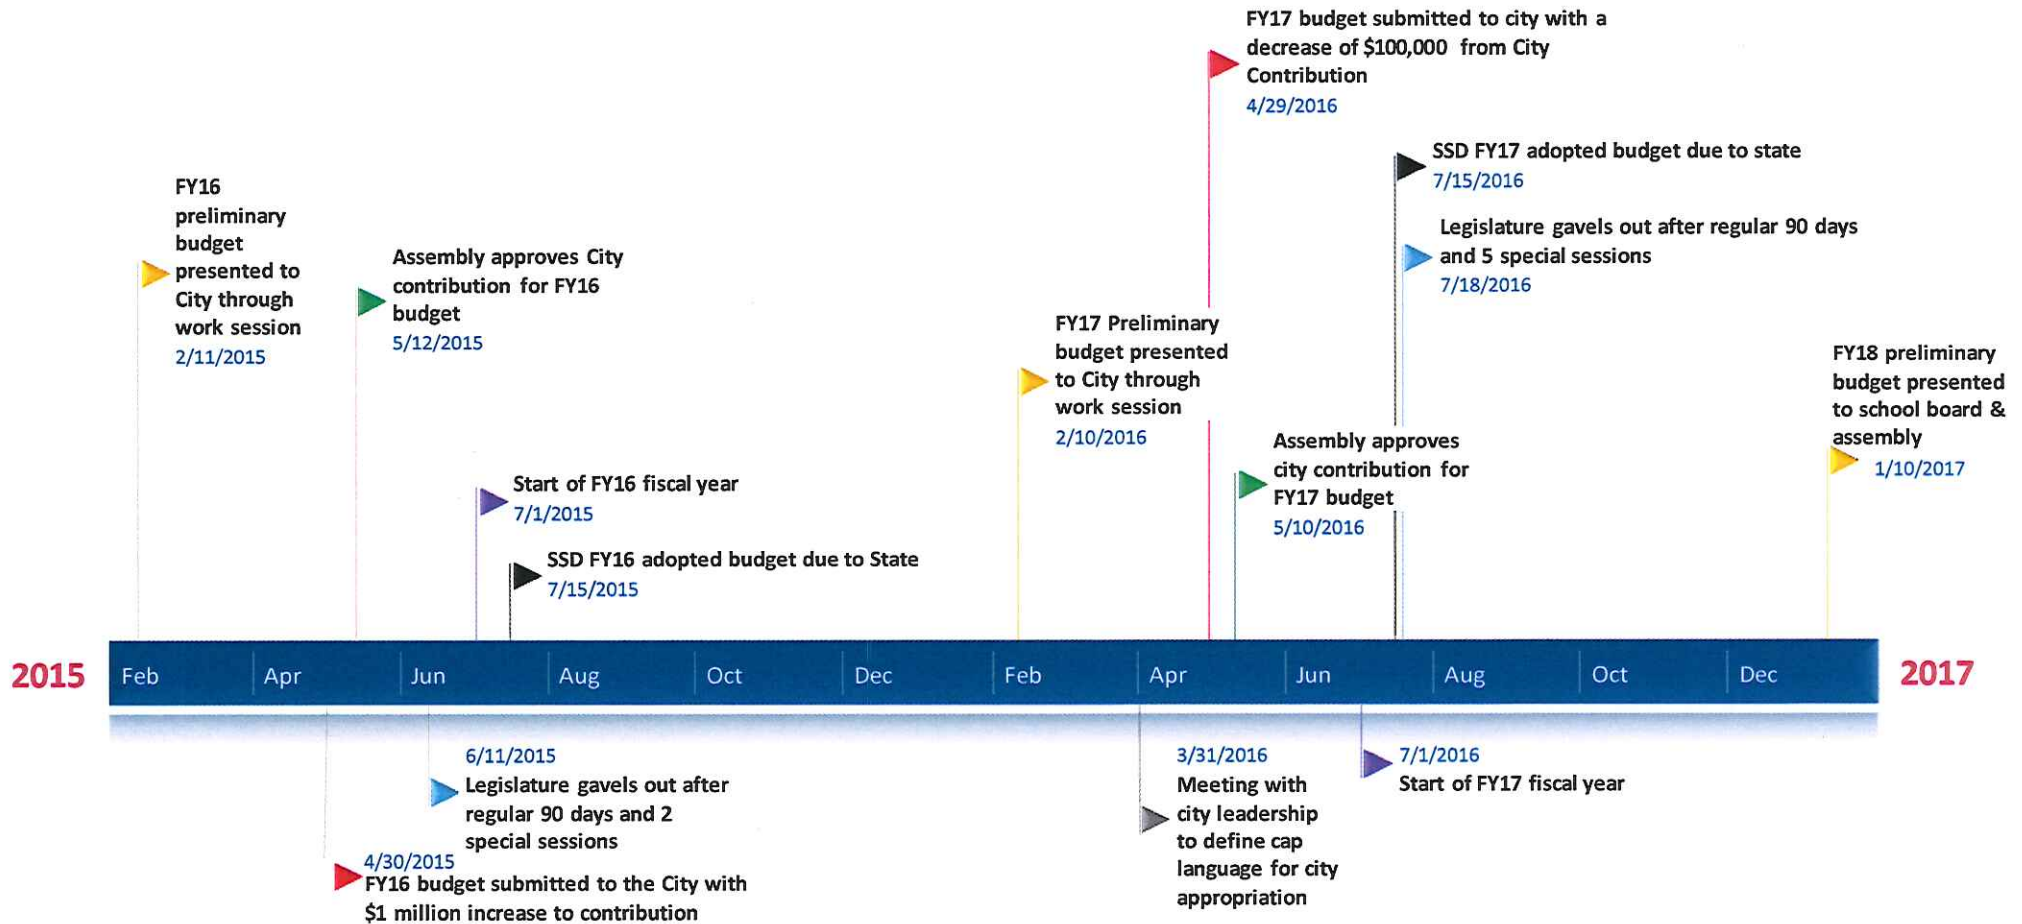 FY17 budget submitted to city with a
decrease of $100,000 from City
Contribution
4/29/2016
SSD FY17 adopted budget due to state
7/15/2016
FY16
preliminary
budget
presented to
City through
work session
2/11/2015
Legislature gavels out after regular 90 days
and 5 special sessions
7/18/2016
Assembly approves City
contribution for FY16
budget
5/12/2015
FY17 Preliminary
budget presented
to City through
work session
2/10/2016
FY18 preliminary
budget presented
to school board &
assembly
1/10/2017
Assembly approves
city contribution for
FY17 budget
5/10/2016
Start of FY16 fiscal year
7/1/2015
SSD FY16 adopted budget due to State
7/15/2015
2015 Feb Apr Jun Aug Oct Dec Feb Apr Jun Aug Oct Dec 2017
6/11/2015
Legislature gavels out after
regular 90 days and 2
special sessions
4/30/2015
FY16 budget submitted to the City with
$1 million increase to contribution
3/31/2016
Meeting with
city leadership
to define cap
language for city
appropriation
7/1/2016
Start of FY17 fiscal year